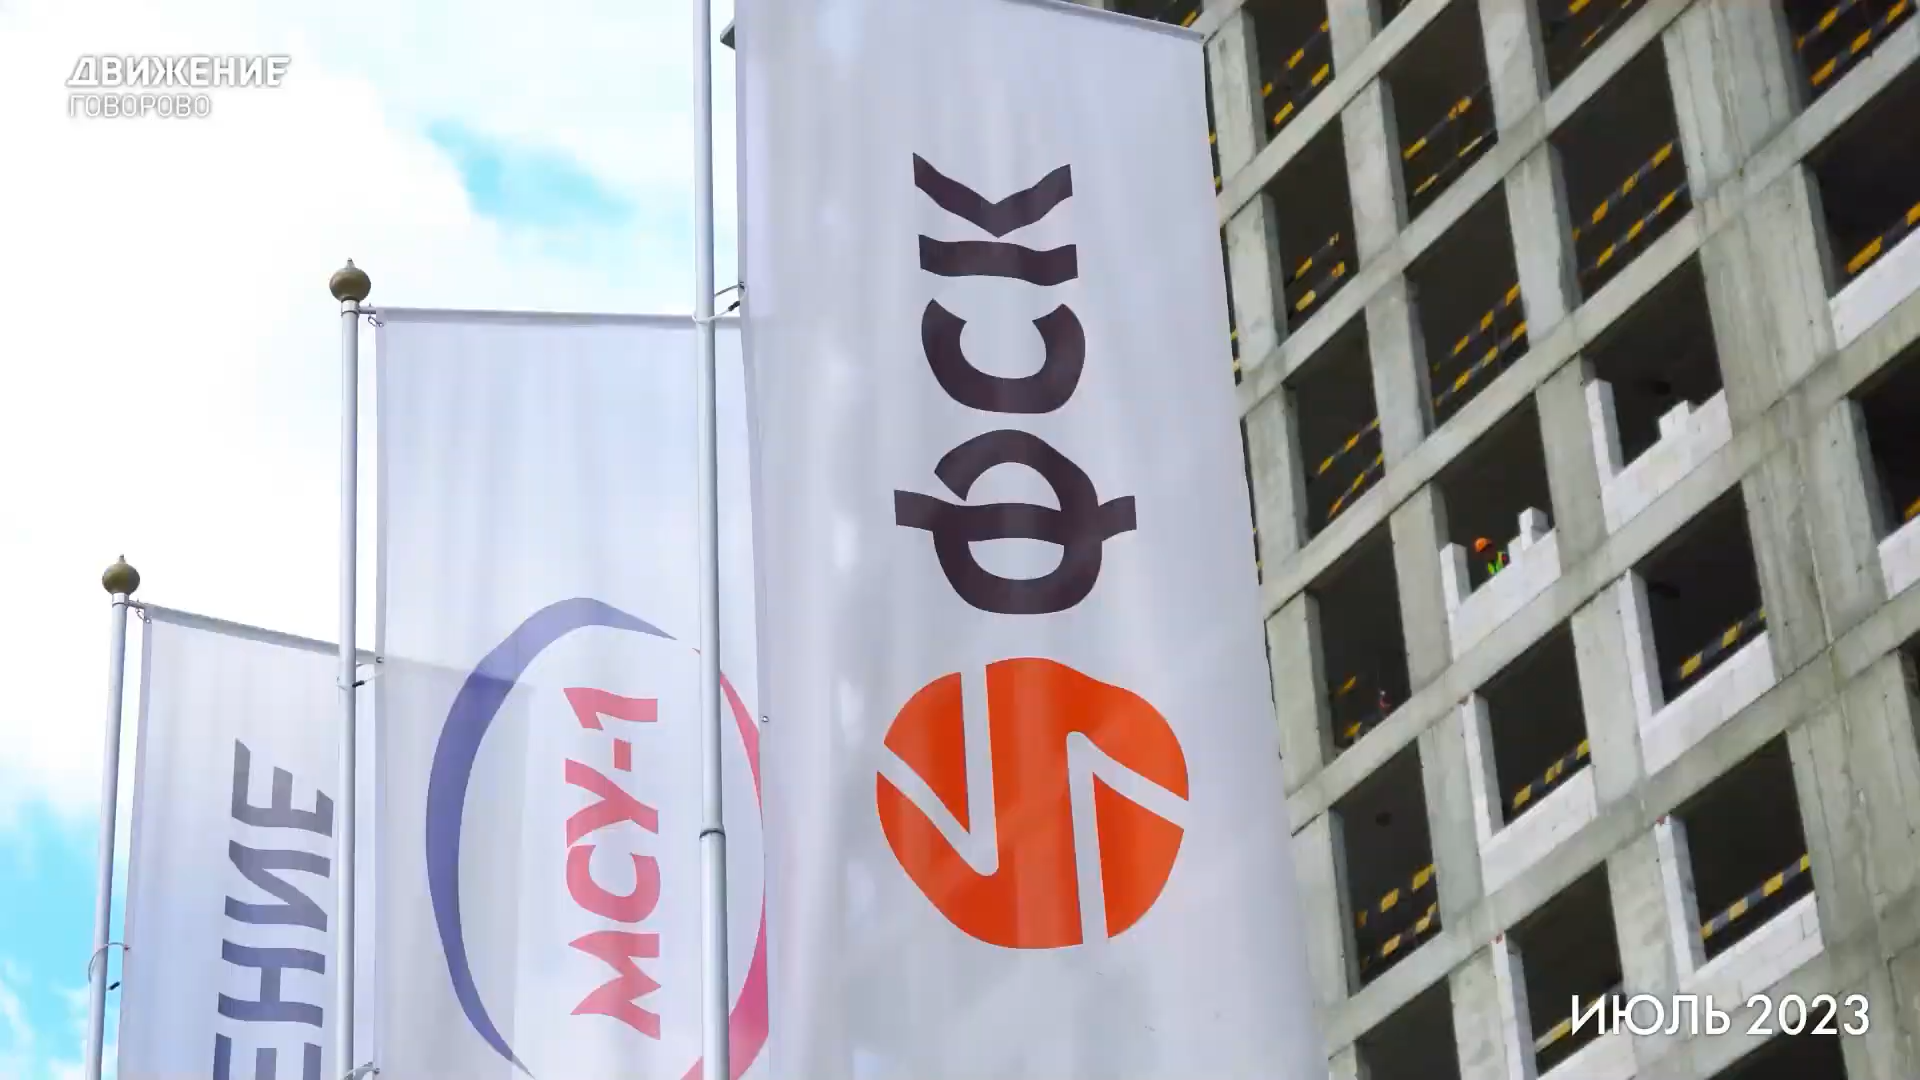 ДВИЖЕНИЕ
ГОВОРОВО
ЕНИЕ
МСУ-1
ФСК
ИЮЛЬ 2023